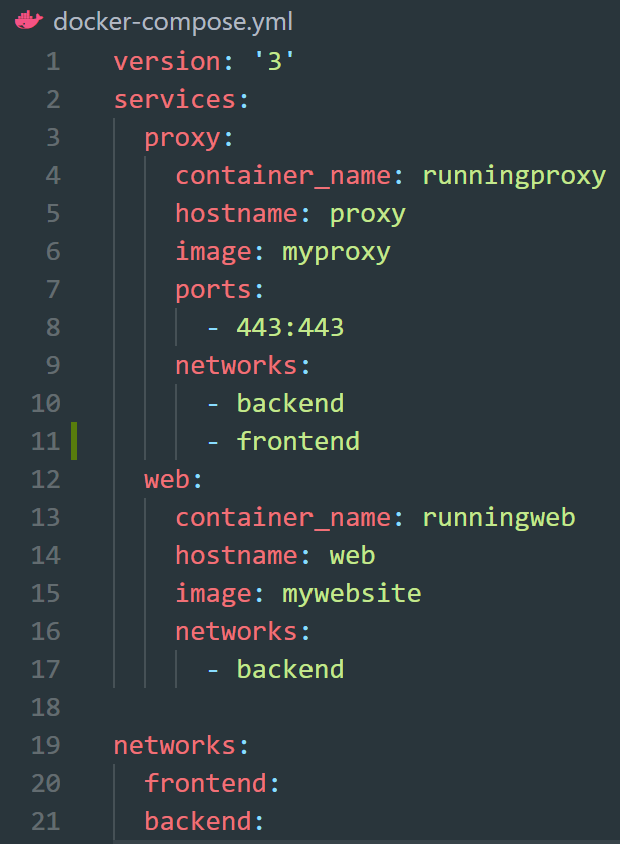 docker-compose.yml
1 version: '3'
2 services:
3 proxy:
4 container_name: runningproxy
5 hostname: proxy
6 image: myproxy
7 ports:
8 - 443:443
9 networks:
10 - backend
11 - frontend
12 web:
13 container_name: runningweb
14 hostname: web
15 image: mywebsite
16 networks:
17 - backend
18
19 networks:
20 frontend:
21 backend: